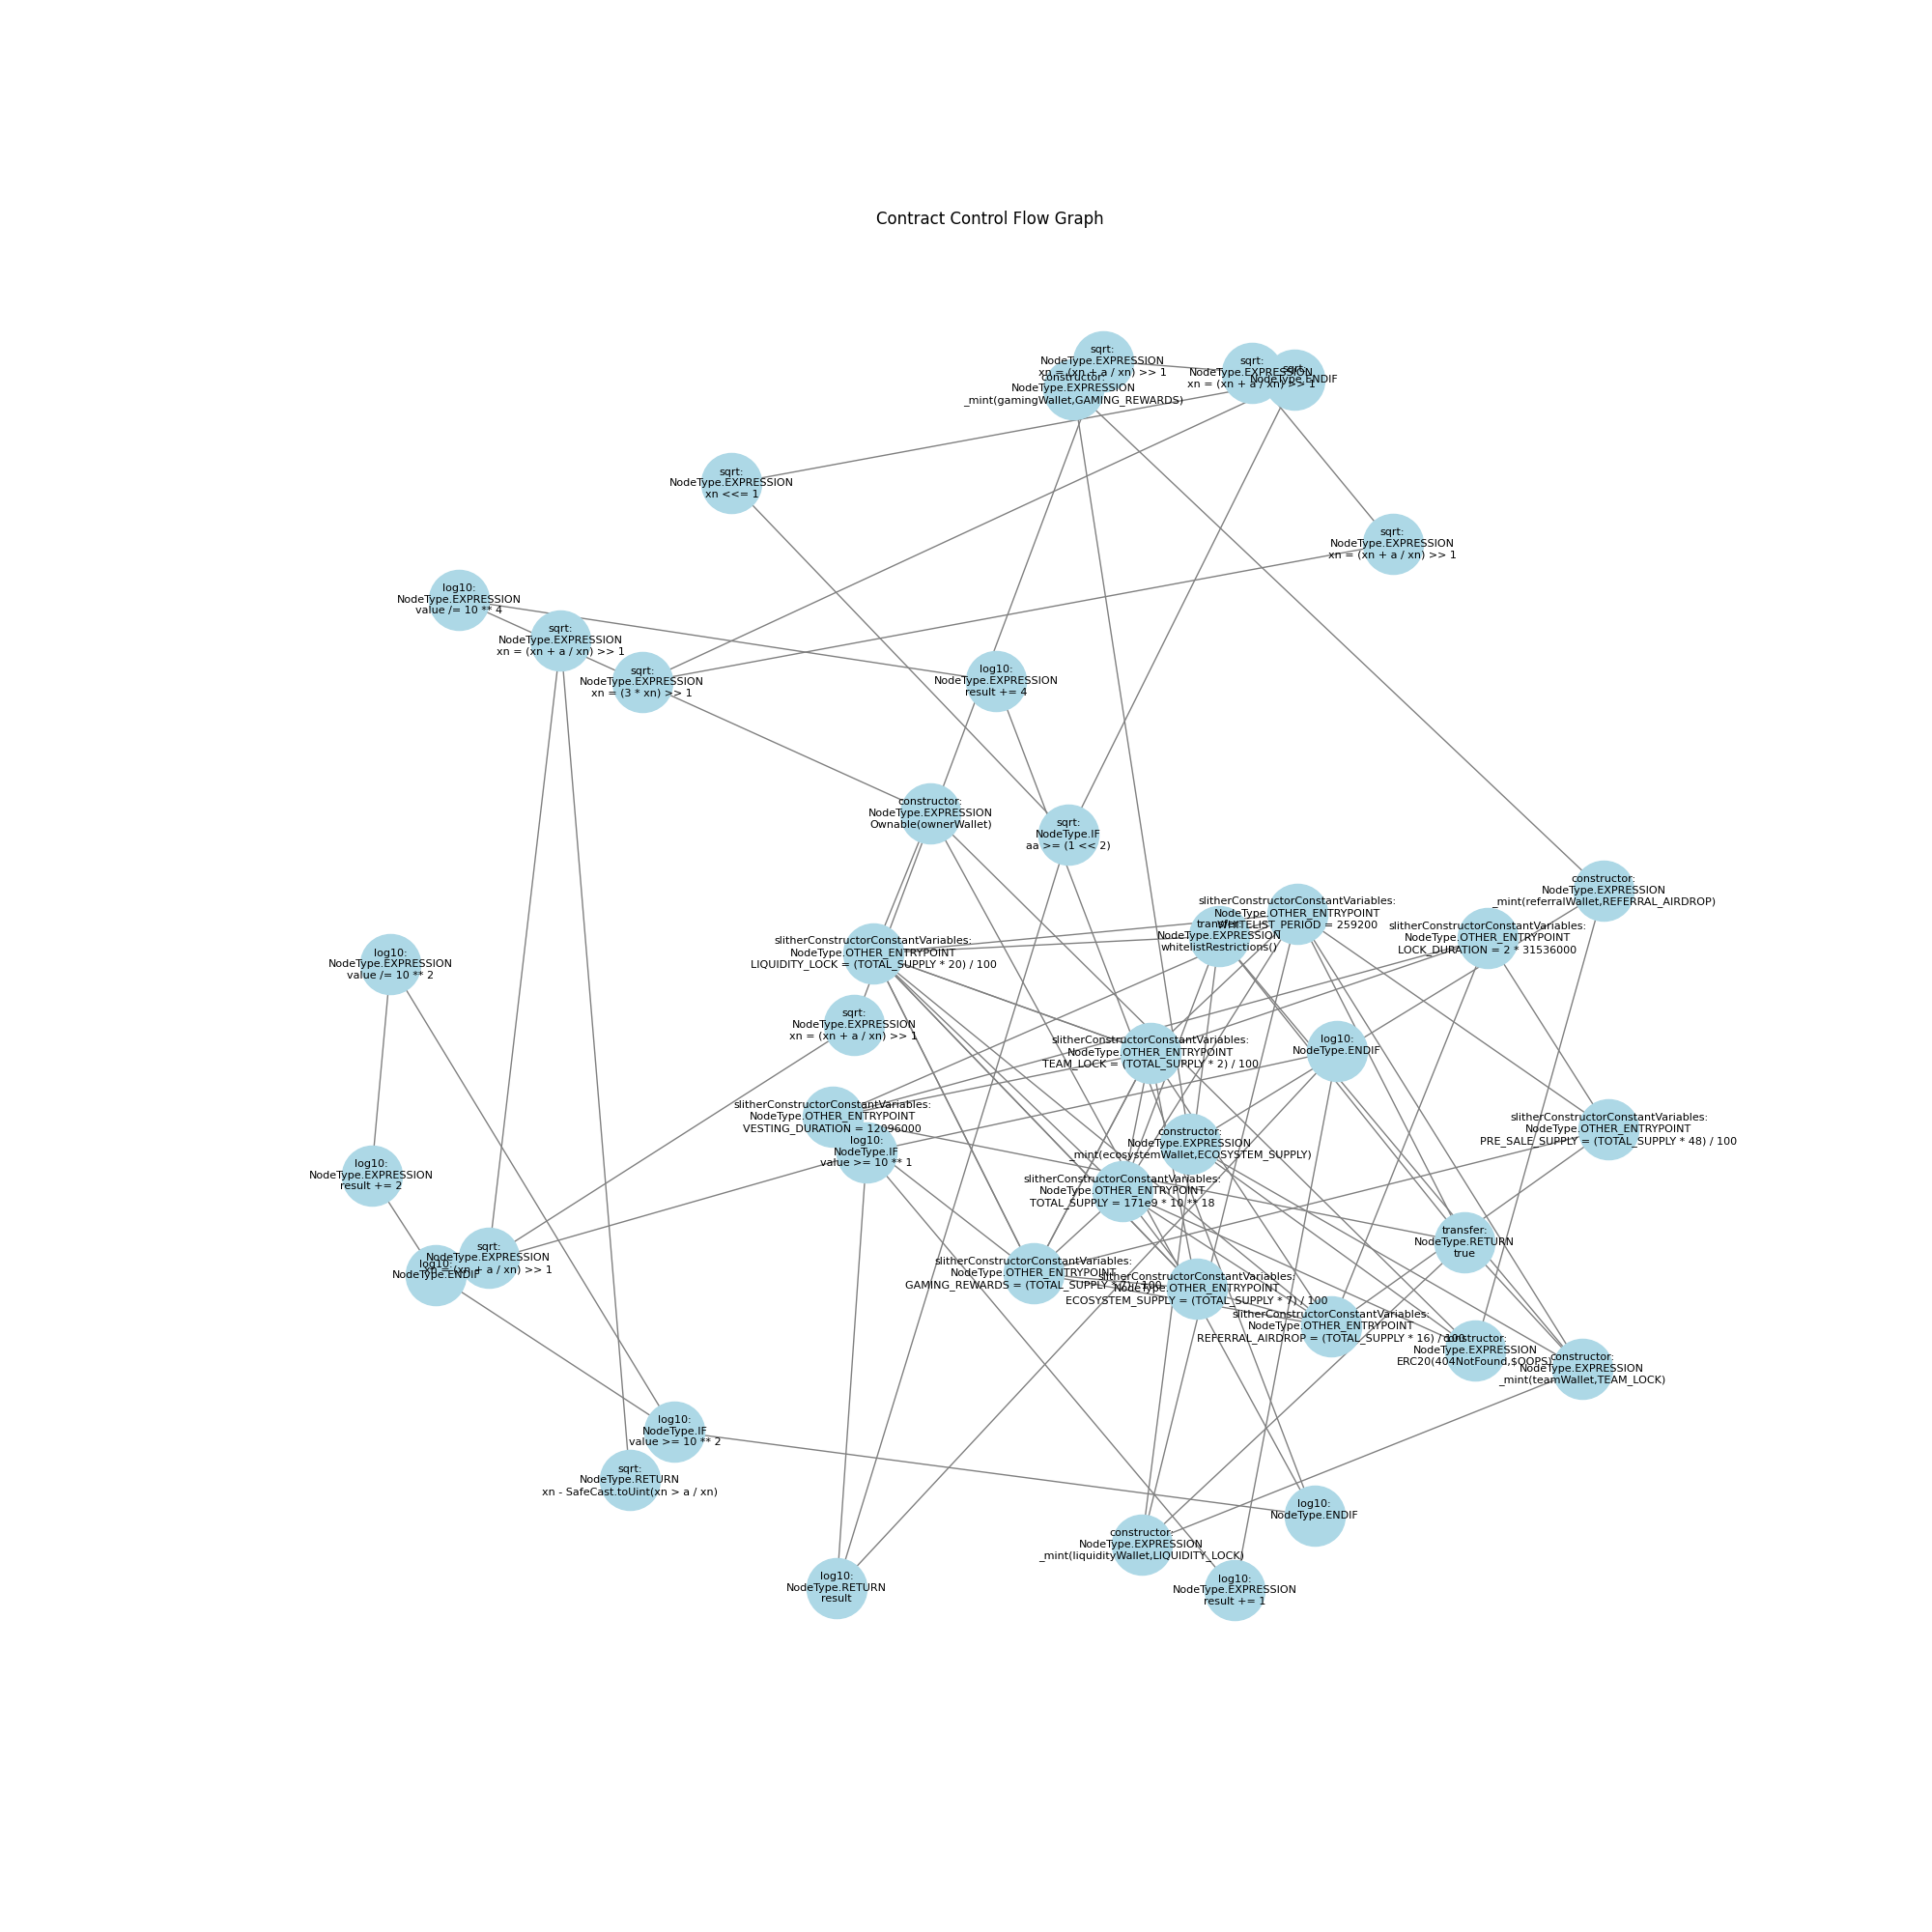 Contract Control Flow Graph
sqrt:
NodeType.EXPRESSION
xn = (xn + a / xn) >> 1
constructor:
NodeType.EXPRESSION
_mint(gamingWallet,GAMING_REWARDS)
sqrt:
NodeType.EXPRESSION
xn = (xn + a / xn) >> 1
sqrt:
NodeType.ENDIF
sqrt:
NodeType.EXPRESSION
xn <<= 1
sqrt:
NodeType.EXPRESSION
xn = (xn + a / xn) >> 1
log10:
NodeType.EXPRESSION
value /= 10 ** 4
sqrt:
NodeType.EXPRESSION
xn = (xn + a / xn) >> 1
sqrt:
NodeType.EXPRESSION
xn = (3 * xn) >> 1
log10:
NodeType.EXPRESSION
result += 4
constructor:
NodeType.EXPRESSION
Ownable(ownerWallet)
sqrt:
NodeType.IF
aa >= (1 << 2)
constructor:
NodeType.EXPRESSION
_mint(referralWallet,REFERRAL_AIRDROP)
slitherConstructorConstantVariables:
NodeType.OTHER_ENTRYPOINT
WHITELIST_PERIOD = 259200
transfer:
NodeType.EXPRESSION
whitelistRestrictions()
slitherConstructorConstantVariables:
NodeType.OTHER_ENTRYPOINT
LOCK_DURATION = 2 * 31536000
slitherConstructorConstantVariables:
NodeType.OTHER_ENTRYPOINT
LIQUIDITY_LOCK = (TOTAL_SUPPLY * 20) / 100
log10:
NodeType.EXPRESSION
value /= 10 ** 2
sqrt:
NodeType.EXPRESSION
xn = (xn + a / xn) >> 1
slitherConstructorConstantVariables:
NodeType.OTHER_ENTRYPOINT
TEAM_LOCK = (TOTAL_SUPPLY * 2) / 100
log10:
NodeType.ENDIF
slitherConstructorConstantVariables:
NodeType.OTHER_ENTRYPOINT
VESTING_DURATION = 12096000
log10:
NodeType.IF
value >= 10 ** 1
constructor:
NodeType.EXPRESSION
_mint(ecosystemWallet,ECOSYSTEM_SUPPLY)
slitherConstructorConstantVariables:
NodeType.OTHER_ENTRYPOINT
PRE_SALE_SUPPLY = (TOTAL_SUPPLY * 48) / 100
log10:
NodeType.EXPRESSION
result += 2
slitherConstructorConstantVariables:
NodeType.OTHER_ENTRYPOINT
TOTAL_SUPPLY = 171e9 * 10 ** 18
transfer:
NodeType.RETURN
true
sqrt:
NodeType.EXPRESSION
xn = (xn + a / xn) >> 1
log10:
NodeType.ENDIF
slitherConstructorConstantVariables:
NodeType.OTHER_ENTRYPOINT
GAMING_REWARDS = (TOTAL_SUPPLY * 7) / 100
slitherConstructorConstantVariables:
NodeType.OTHER_ENTRYPOINT
ECOSYSTEM_SUPPLY = (TOTAL_SUPPLY * 7) / 100
slitherConstructorConstantVariables:
NodeType.OTHER_ENTRYPOINT
REFERRAL_AIRDROP = (TOTAL_SUPPLY * 16) / 100
constructor:
NodeType.EXPRESSION
ERC20(404NotFound,$OOPS)
constructor:
NodeType.EXPRESSION
_mint(teamWallet,TEAM_LOCK)
log10:
NodeType.IF
value >= 10 ** 2
sqrt:
NodeType.RETURN
xn - SafeCast.toUint(xn > a / xn)
log10:
NodeType.ENDIF
constructor:
NodeType.EXPRESSION
_mint(liquidityWallet,LIQUIDITY_LOCK)
log10:
NodeType.RETURN
result
log10:
NodeType.EXPRESSION
result += 1